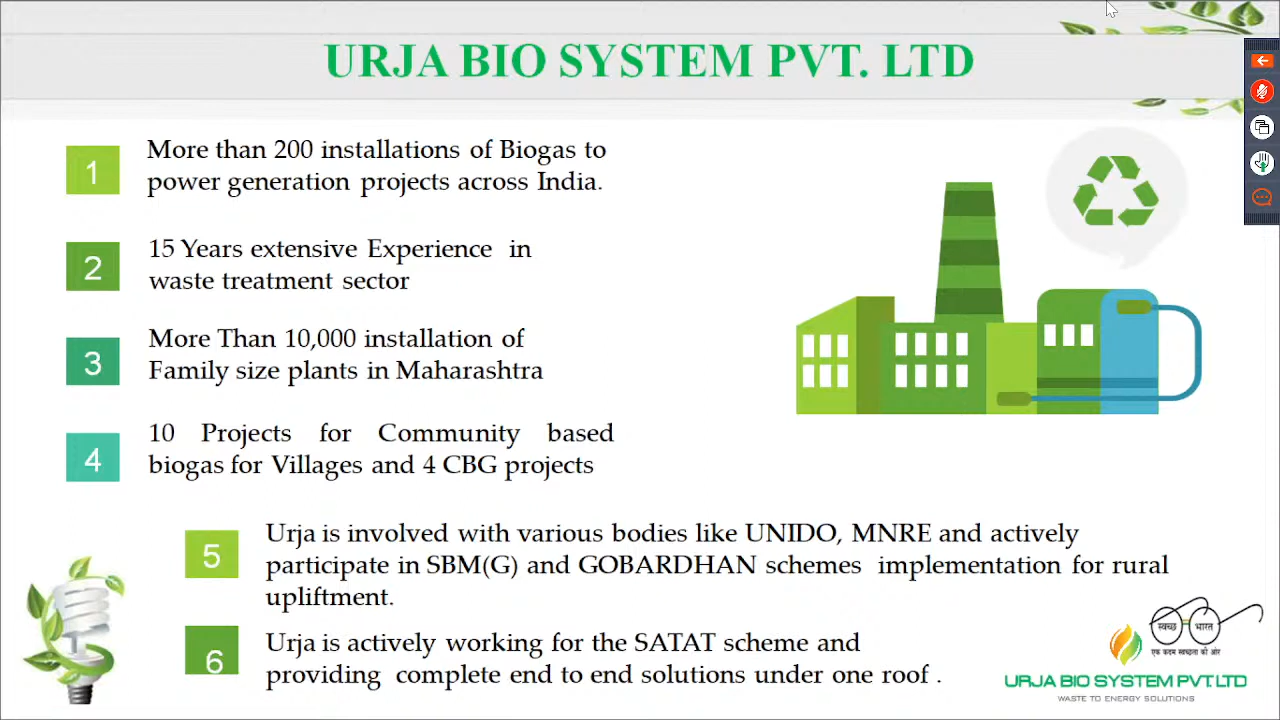 URJA BIO SYSTEM PVT. LTD
1
More than 200 installations of Biogas to
power generation projects across India.
2
15 Years extensive Experience in
waste treatment sector
3
More Than 10,000 installation of
Family size plants in Maharashtra
4
10 Projects for Community based
biogas for Villages and 4 CBG projects
5
Urja is involved with various bodies like UNIDO, MNRE and actively
participate in SBM(G) and GOBARDHAN schemes implementation for rural
upliftment.
6
Urja is actively working for the SATAT scheme and
providing complete end to end solutions under one roof .
स्वच्छ भारत
एक कदम स्वच्छता की ओर
URJA BIO SYSTEM PVT.LTD
WASTE TO ENERGY SOLUTIONS